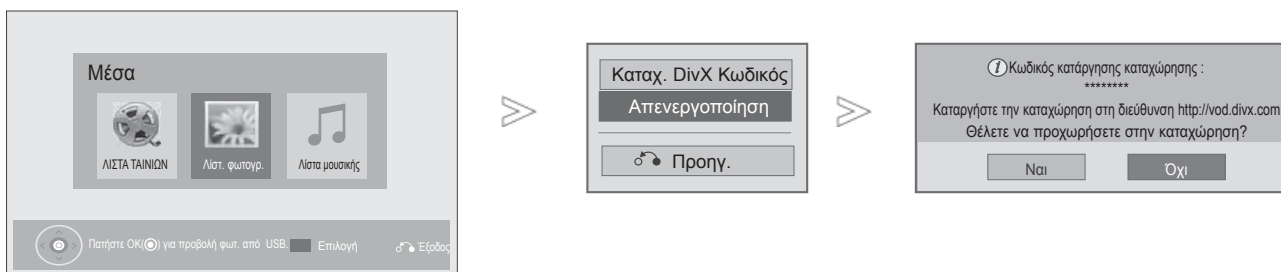 Μέσα
ΛΙΣΤΑ ΤΑΙΝΙΩΝ
Λίστ. φωτογρ.
Λίστα μουσικής
Πατήστε OK(◉) για προβολή φωτ. από USB.
Επιλογή
Έξοδος
Καταχ. DivX Κωδικός
Απενεργοποίηση
Προηγ.
Κωδικός κατάργησης καταχώρησης :
********
Καταργήστε την καταχώρηση στη διεύθυνση http://vod.divx.com
Θέλετε να προχωρήσετε στην καταχώρηση?
Ναι
Όχι